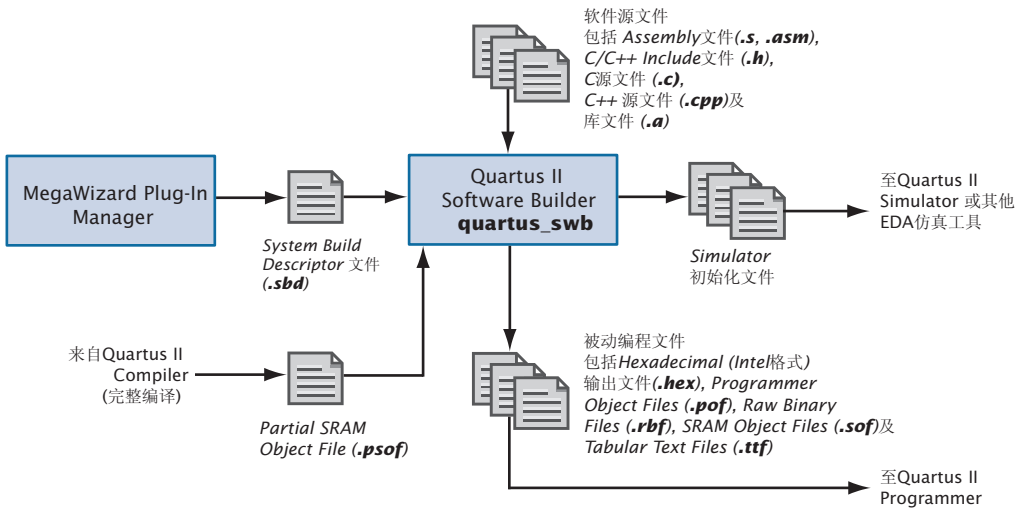 软件源文件
包括 Assembly文件(.s, .asm),
C/C++ Include文件 (.h),
C源文件 (.c),
C++ 源文件 (.cpp)及
库文件 (.a)
MegaWizard Plug-In
Manager
System Build
Descriptor 文件
(.sbd)
Quartus II
Software Builder
quartus_swb
Simulator
初始化文件
至Quartus II
Simulator 或其他
EDA仿真工具
来自Quartus II
Compiler
(完整编译)
Partial SRAM
Object File (.psof)
被动编程文件
包括Hexadecimal (Intel格式)
输出文件(.hex), Programmer
Object Files (.pof), Raw Binary
Files (.rbf), SRAM Object Files (.sof)及
Tabular Text Files (.ttf)
至Quartus II
Programmer